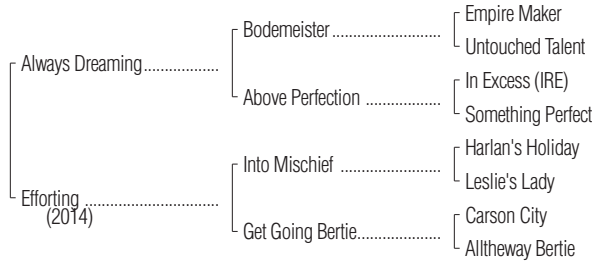 Empire Maker
Bodemeister
Untouched Talent
Always Dreaming
In Excess (IRE)
Above Perfection
Something Perfect
Harlan's Holiday
Into Mischief
Leslie's Lady
Efforting
(2014)
Carson City
Get Going Bertie
Alltheway Bertie